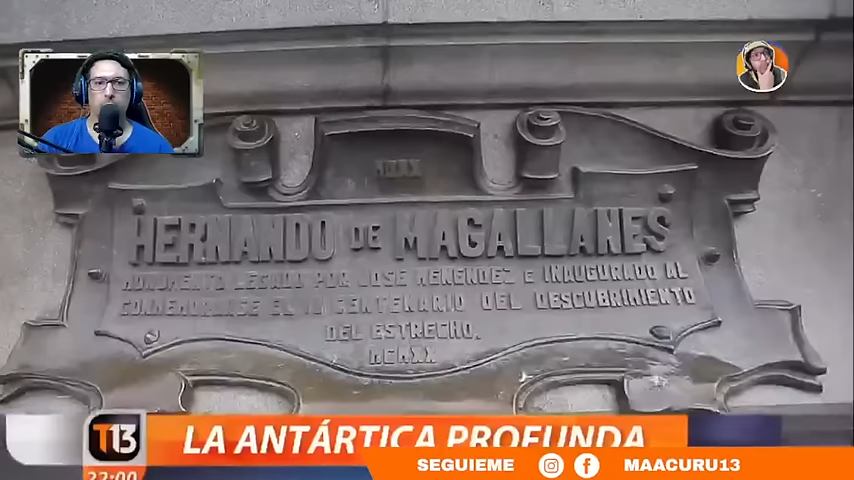 MDXX
HERNANDO DE MAGALLANES
MONUMENTO LEGADO POR JOSE MENENDEZ E INAUGURADO AL
CONMEMORARSE EL IV CENTENARIO DEL DESCUBRIMIENTO
DEL ESTRECHO.
MCMXX
T13
22:00
LA ANTÁRTICA PROFUNDA
SEGUIEME
MAACURU13